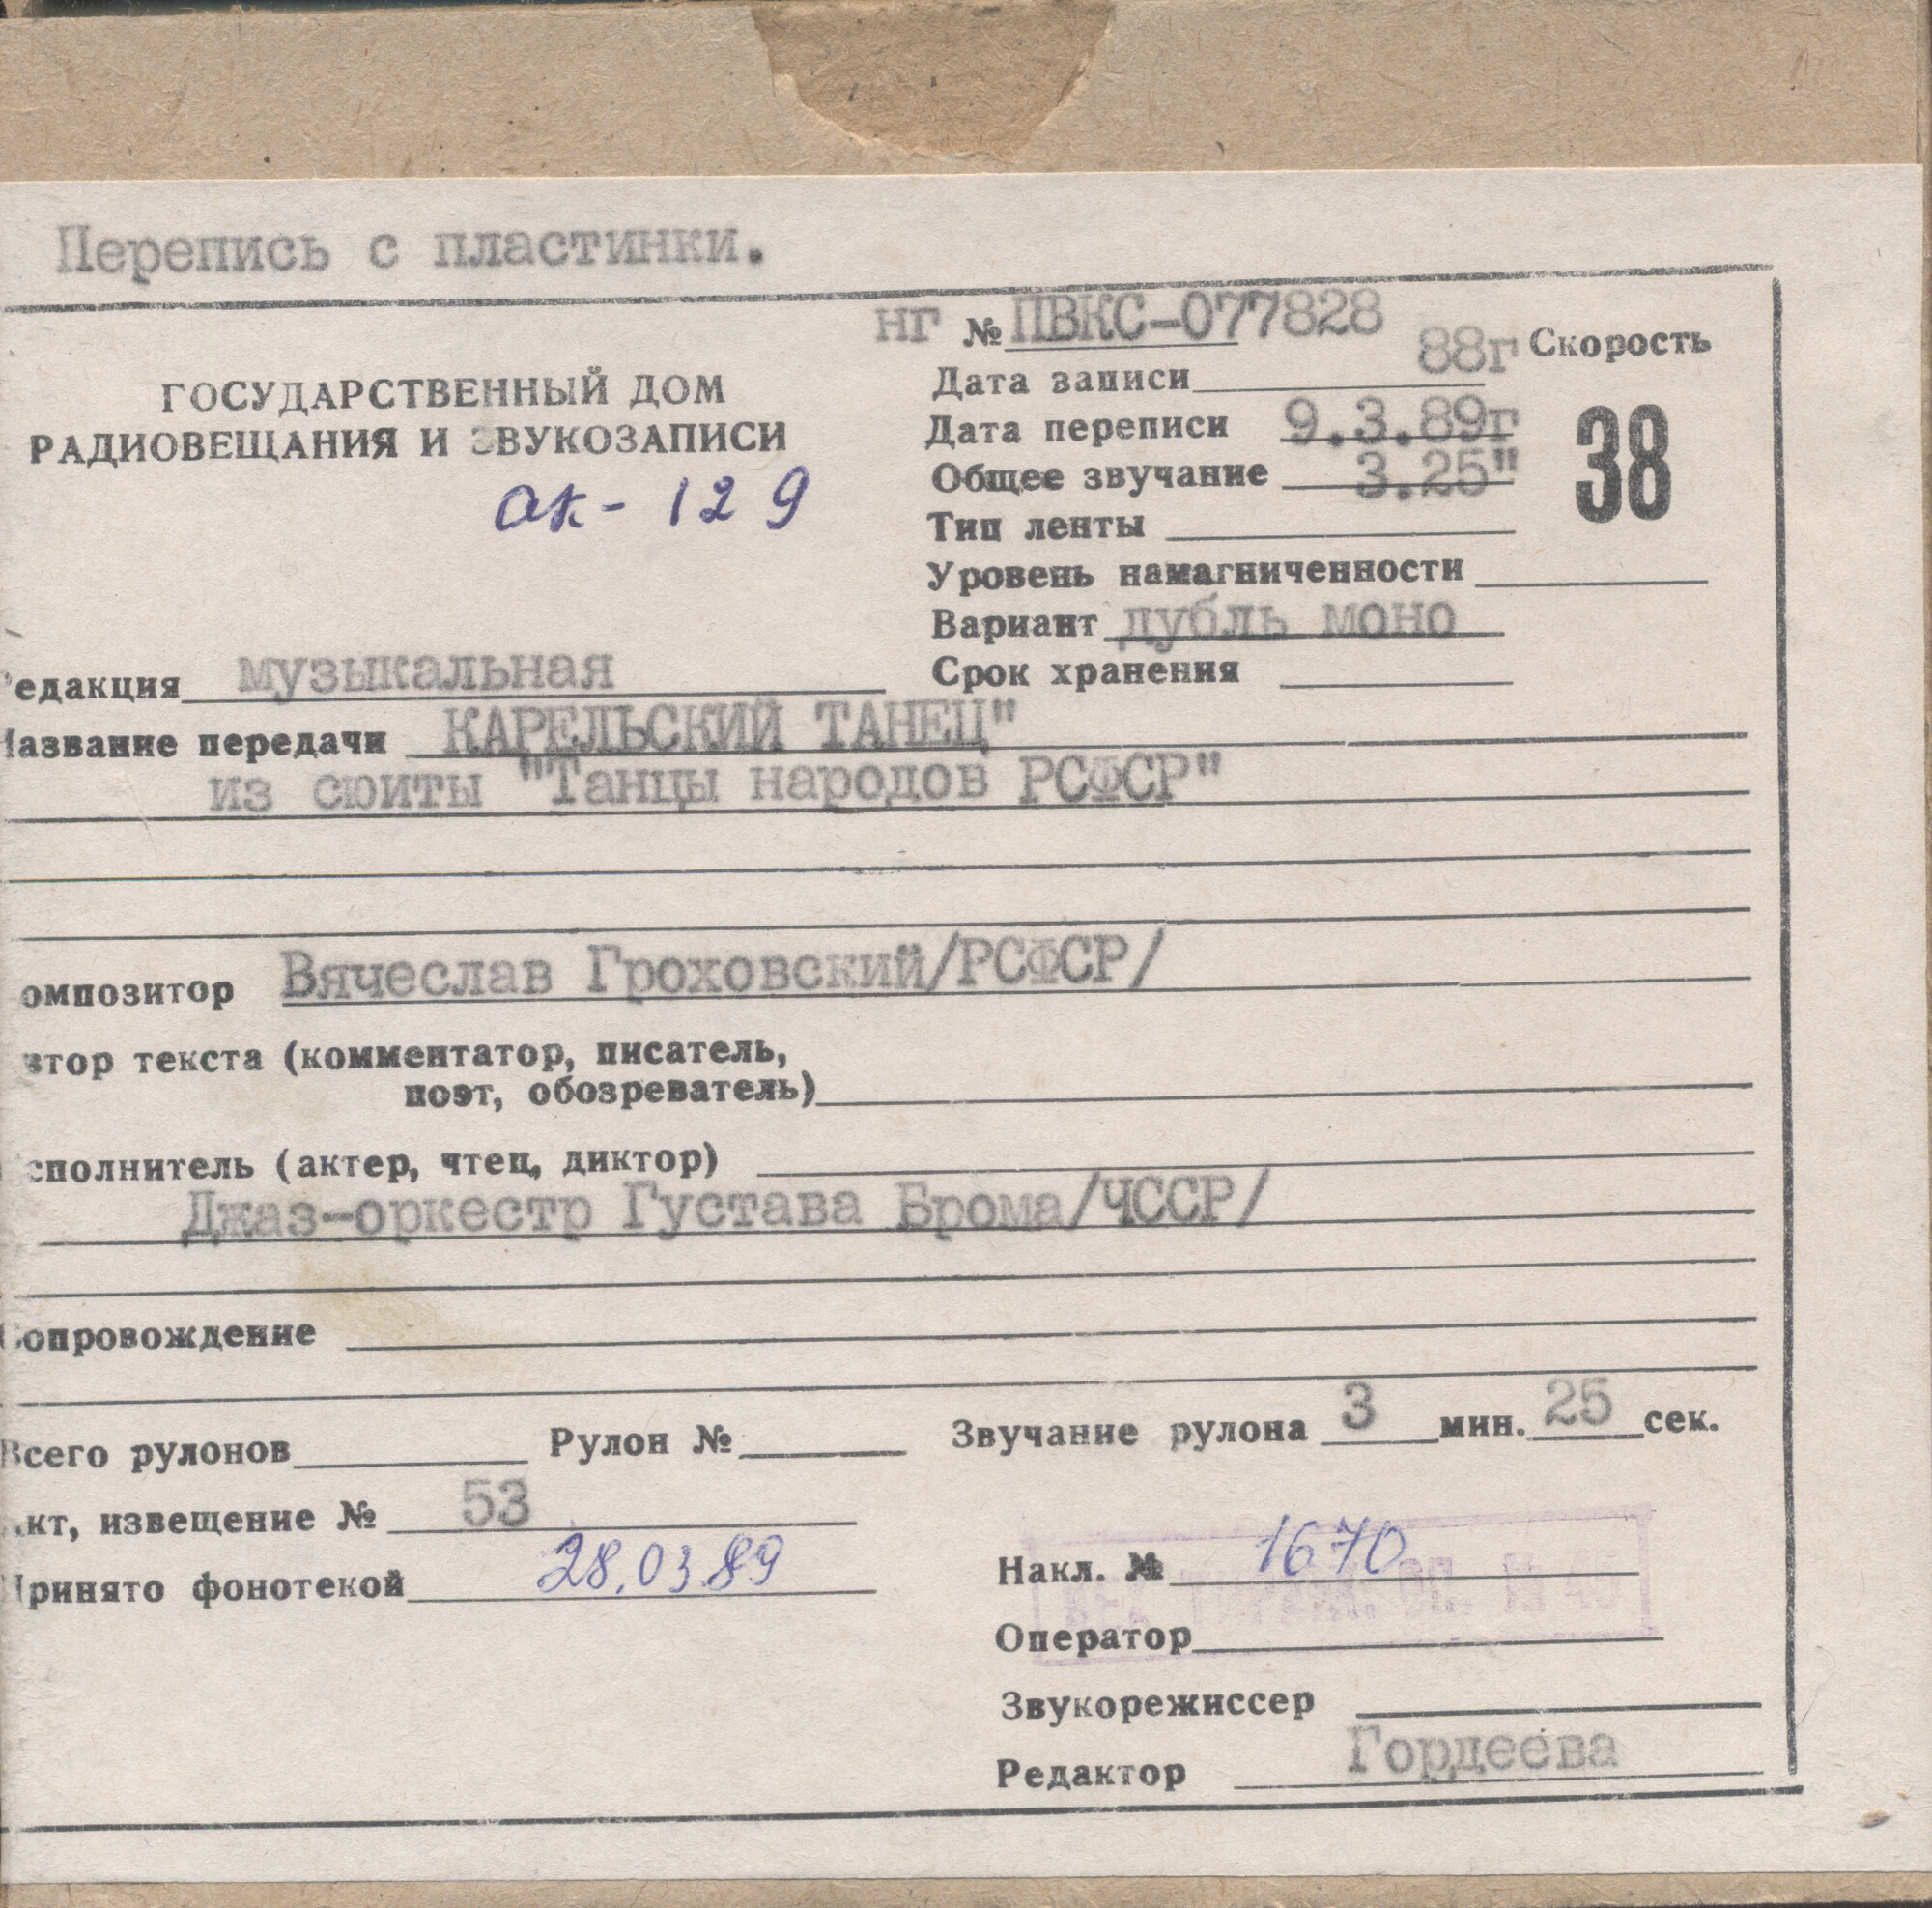 Перепись с пластинки.
нг № ПВКС-077828
88г Скорость
ГОСУДАРСТВЕННЫЙ ДОМ
РАДИОВЕЩАНИЯ И ЗВУКОЗАПИСИ
ак- 129
Дата записи
Дата переписи 9.3.89г
38
Общее звучание 3.25"
Тип ленты
Уровень намагниченности
Вариант дубль моно
Срок хранения
едакция музыкальная
азвание передачи КАРЕЛЬСКИЙ ТАНЕЦ"
из сюиты "Танцы народов РСФСР"
омпозитор Вячеслав Гроховский/РСФСР/
втор текста (комментатор, писатель,
поэт, обозреватель)
сполнитель (актер, чтец, диктор)
Джаз-оркестр Густава Брома/ЧССР/
Сопровождение
Всего рулонов Рулон № Звучание рулона 3 мин. 25 сек.
кт, извещение № 53
Принято фонотекой 28.03.89
Накл. № 1670
Оператор
Звукорежиссер
Редактор Гордеева